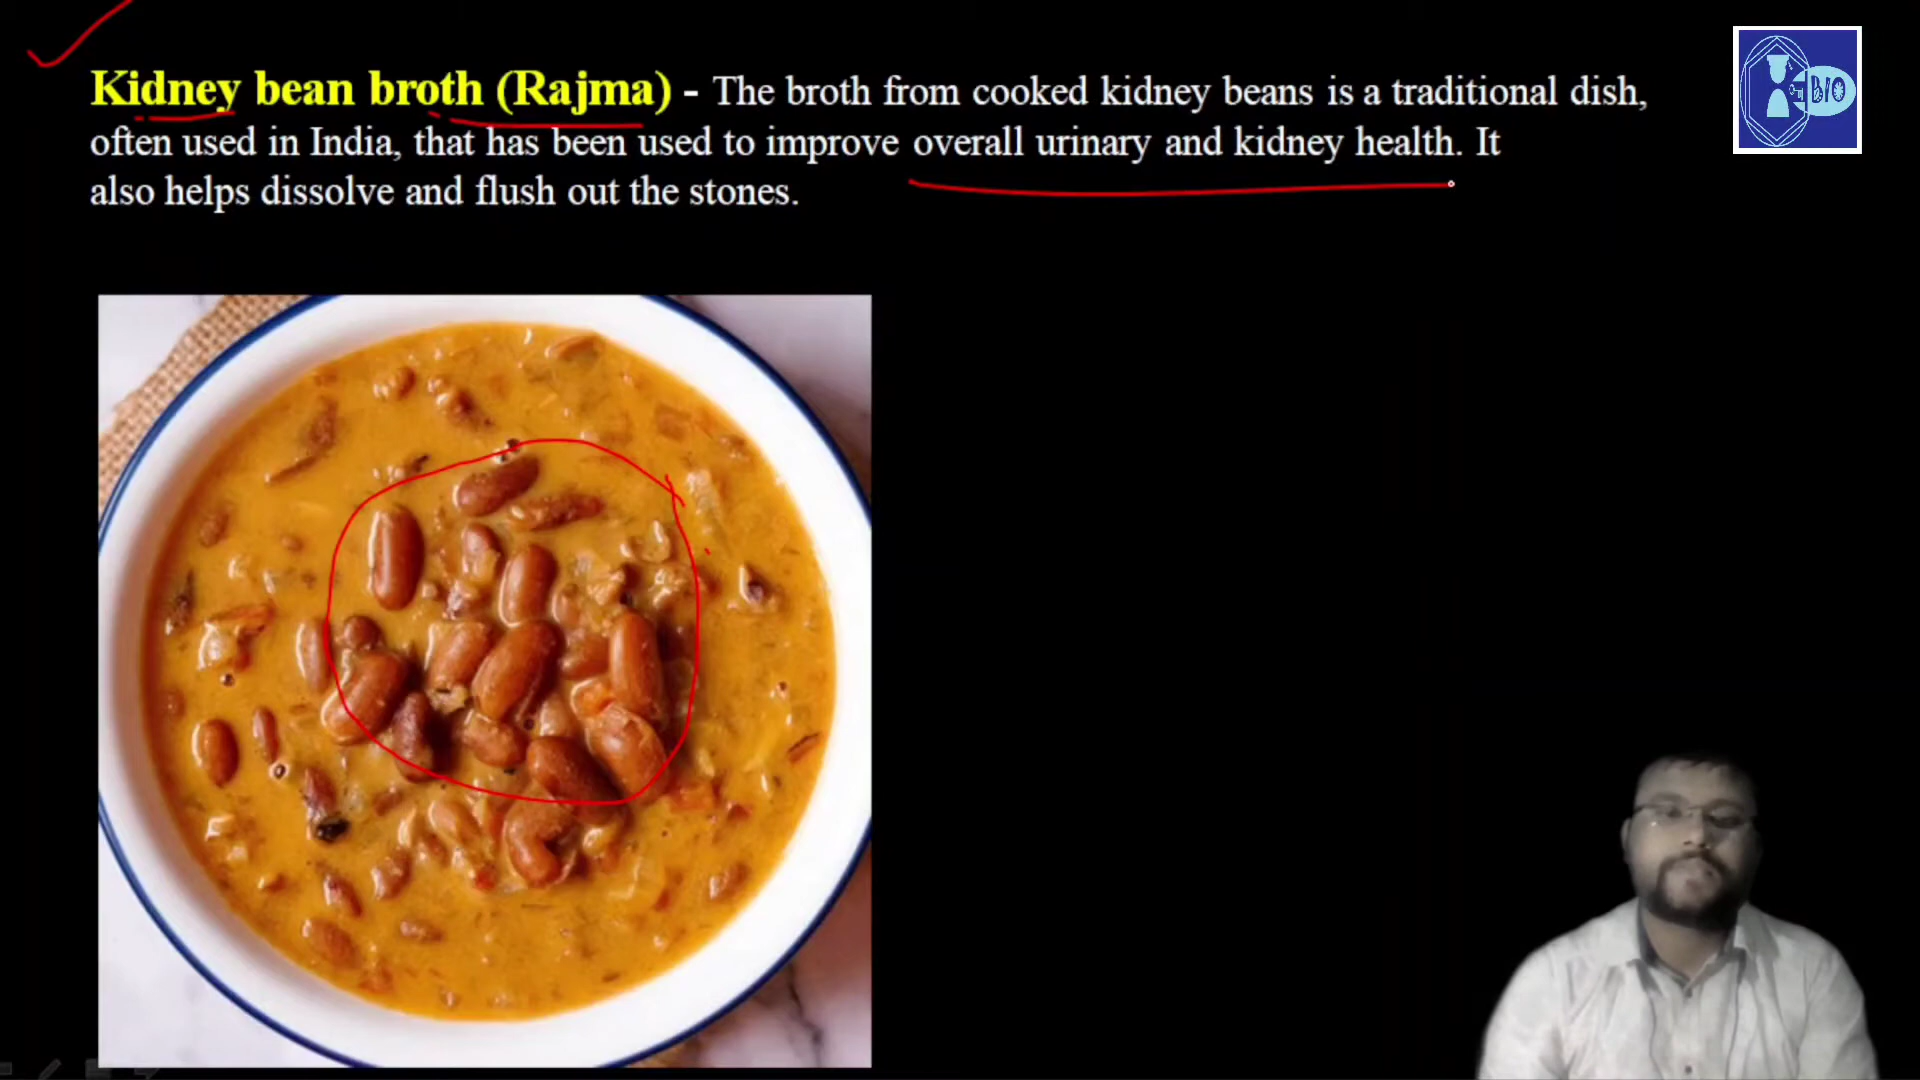 Kidney bean broth (Rajma) - The broth from cooked kidney beans is a traditional dish,
often used in India, that has been used to improve overall urinary and kidney health. It
also helps dissolve and flush out the stones.
BIO